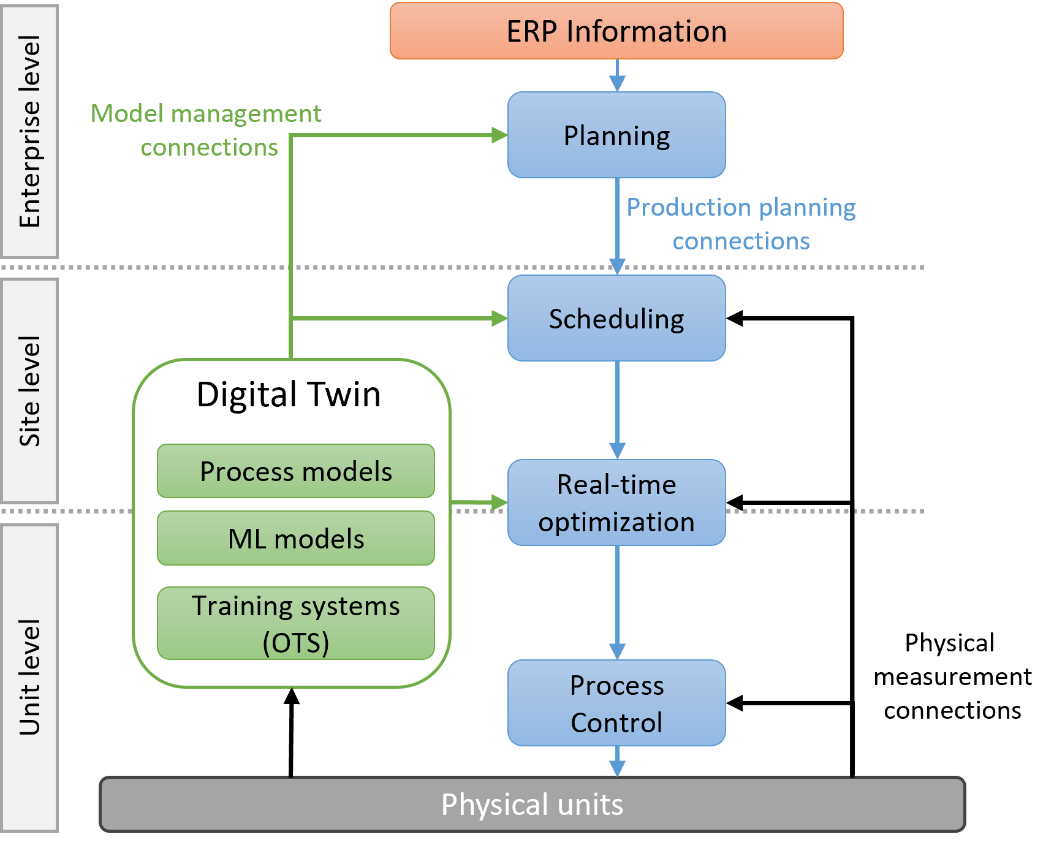 Enterprise level
Site level
Unit level
ERP Information
Model management
connections
Planning
Production planning
connections
Scheduling
Digital Twin
Process models
ML models
Training systems
(OTS)
Real-time
optimization
Process
Control
Physical
measurement
connections
Physical units